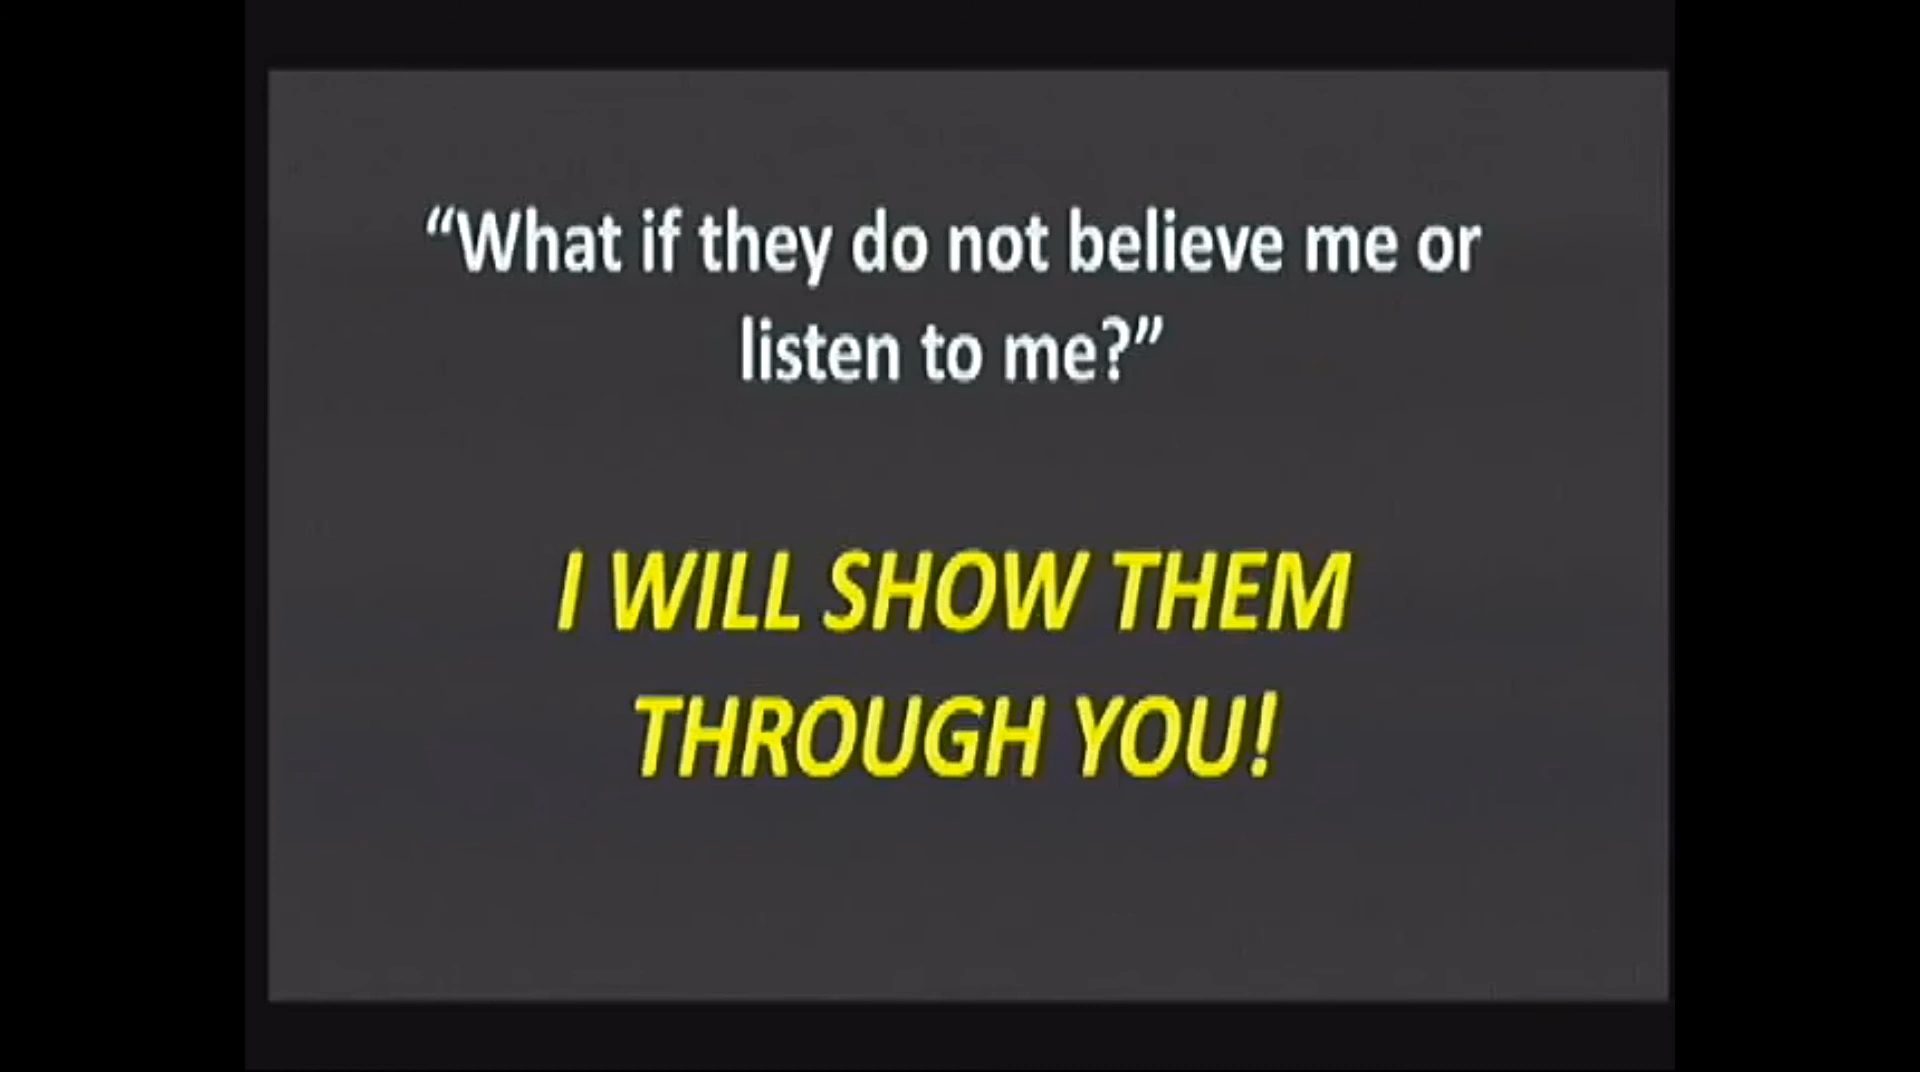 “What if they do not believe me or
listen to me?”
I WILL SHOW THEM
THROUGH YOU!